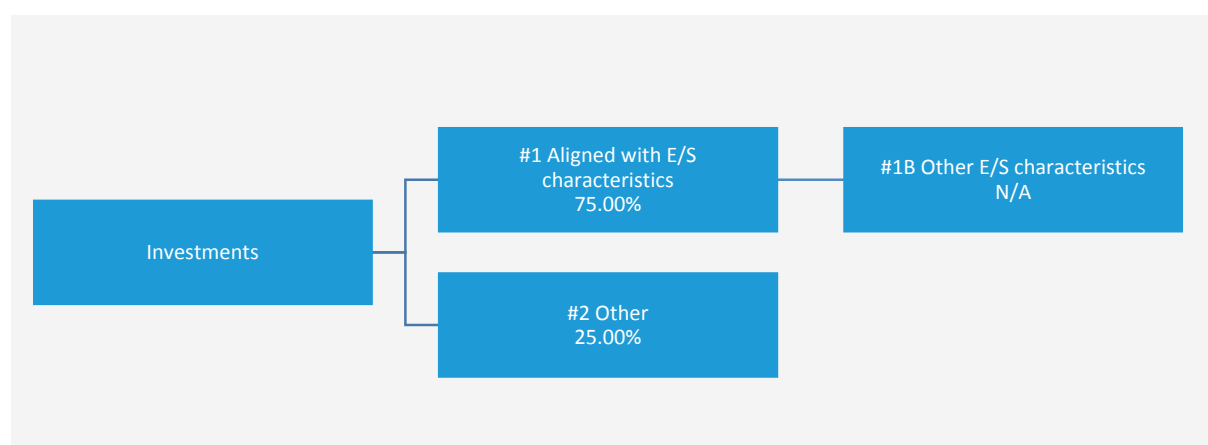 Investments
#1 Aligned with E/S
characteristics
75.00%
#1B Other E/S characteristics
N/A
#2 Other
25.00%